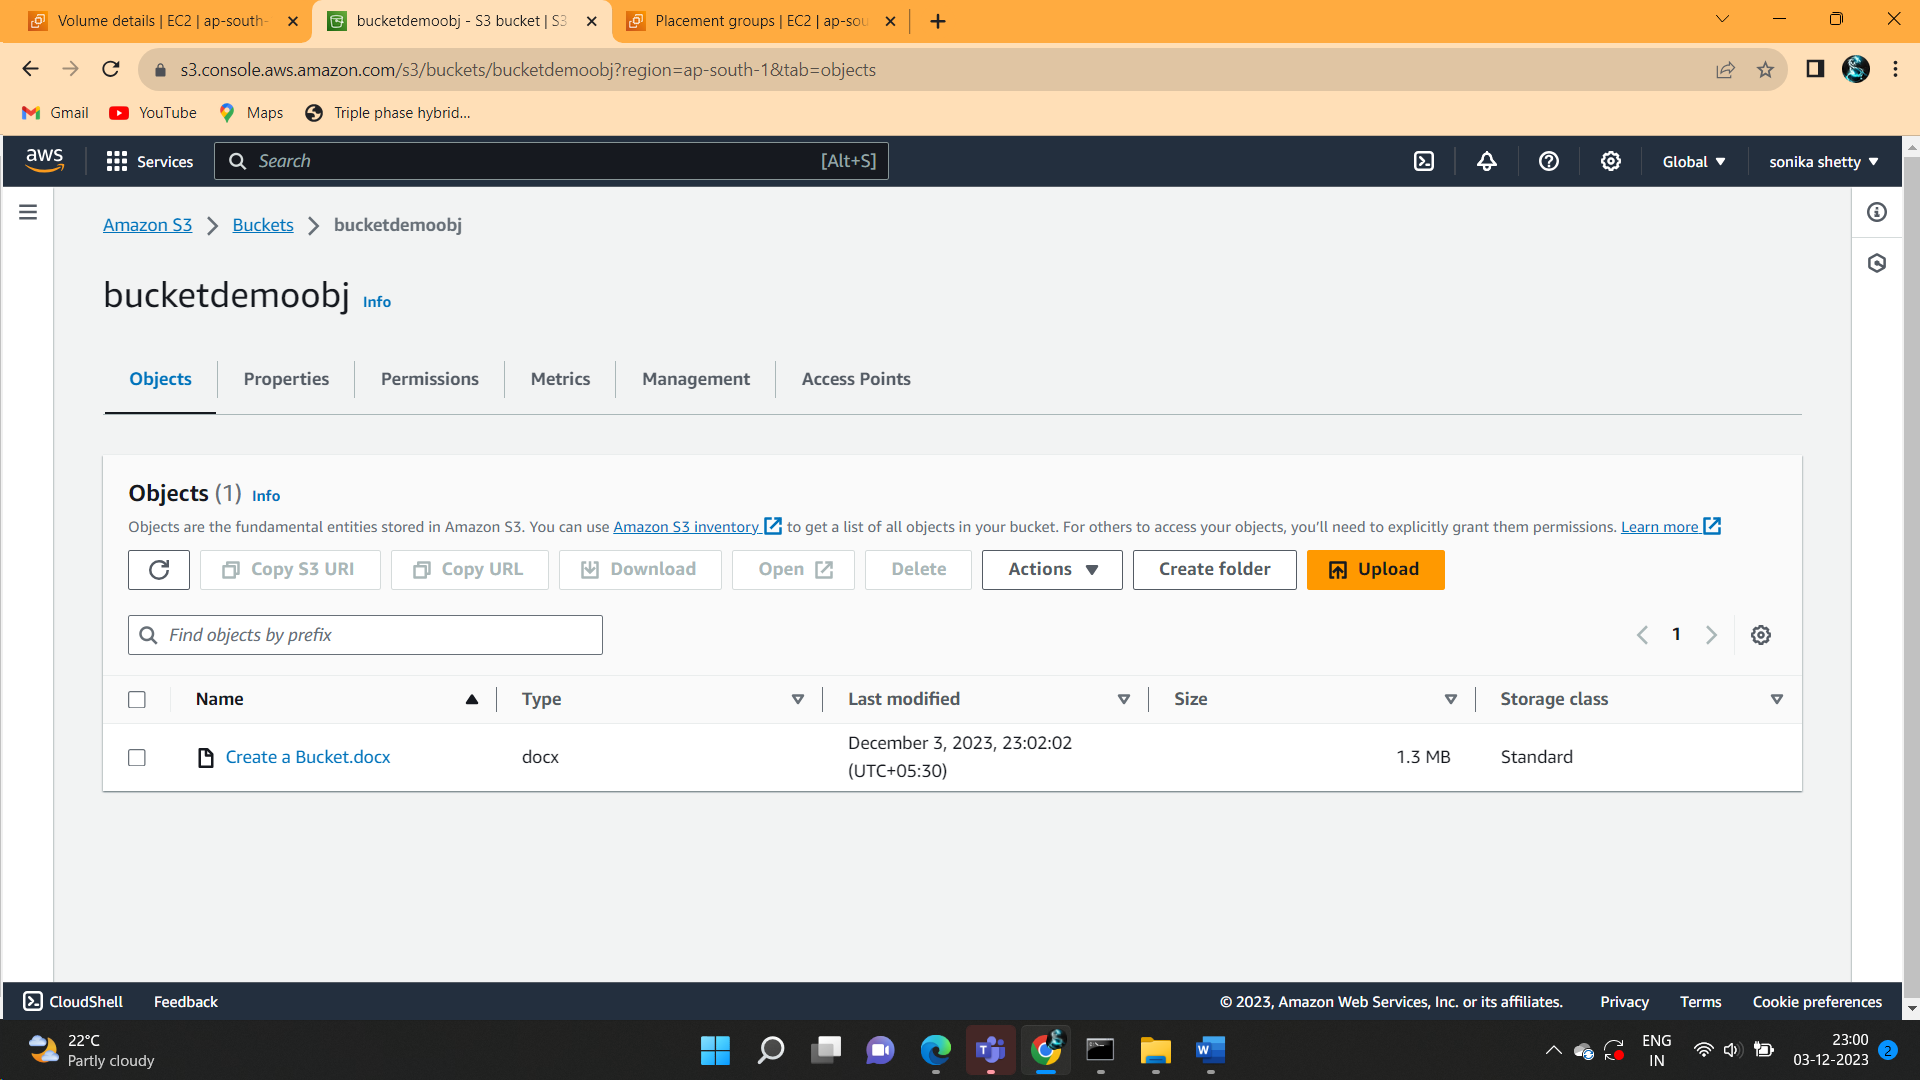 Volume details | EC2 | ap-south-
bucketdemoobj - S3 bucket | S3
Placement groups | EC2 | ap-sou
s3.console.aws.amazon.com/s3/buckets/bucketdemoobj?region=ap-south-1&tab=objects
Gmail
YouTube
Maps
Triple phase hybrid...
aws
Services
Search
[Alt+S]
Global
sonika shetty
Amazon S3
Buckets
bucketdemoobj
bucketdemoobj
Info
Objects
Properties
Permissions
Metrics
Management
Access Points
Objects (1)
Info
Objects are the fundamental entities stored in Amazon S3. You can use Amazon S3 inventory to get a list of all objects in your bucket. For others to access your objects, you'll need to explicitly grant them permissions. Learn more
Copy S3 URI
Copy URL
Download
Open
Delete
Actions
Create folder
Upload
Find objects by prefix
1
Name
Type
Last modified
Size
Storage class
Create a Bucket.docx
docx
December 3, 2023, 23:02:02
(UTC+05:30)
1.3 MB
Standard
CloudShell
Feedback
© 2023, Amazon Web Services, Inc. or its affiliates.
Privacy
Terms
Cookie preferences
22°C
Partly cloudy
ENG
IN
23:00
03-12-2023
2